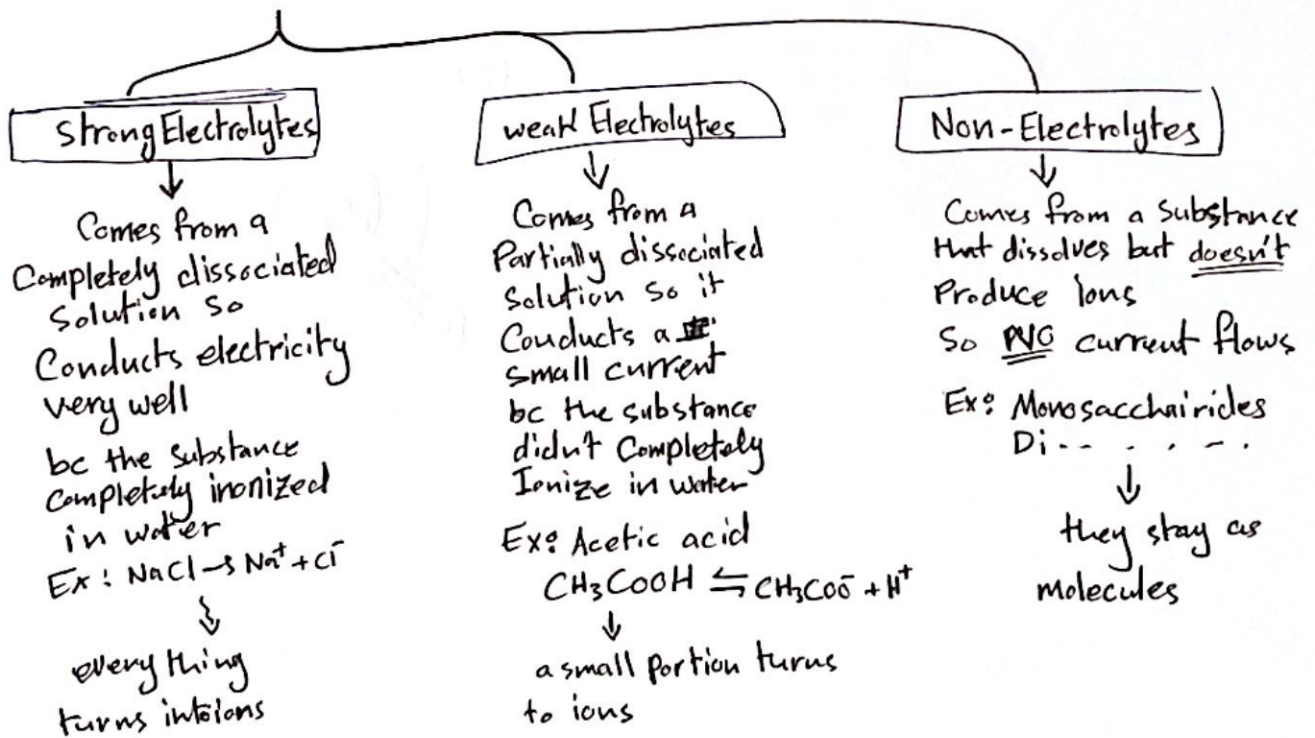 Strong Electrolytes
Comes from a
Completely dissociated
Solution so
Conducts electricity
very well
bc the substance
completely inonized
in water
Ex: NaCl → Na⁺ + Cl⁻
everything
turns into ions
weak Electrolytes
Comes from a
Partially dissociated
Solution so it
Conducts a
small current
bc the substance
didn't Completely
Ionize in water
Ex: Acetic acid
CH₃COOH ⇌ CH₃COO⁻ + H⁺
a small portion turns
to ions
Non-Electrolytes
Comes from a substance
that dissolves but doesn't
Produce ions
So NO current flows
Ex: Monosacchairides
Di-- . . - .
they stay as
molecules